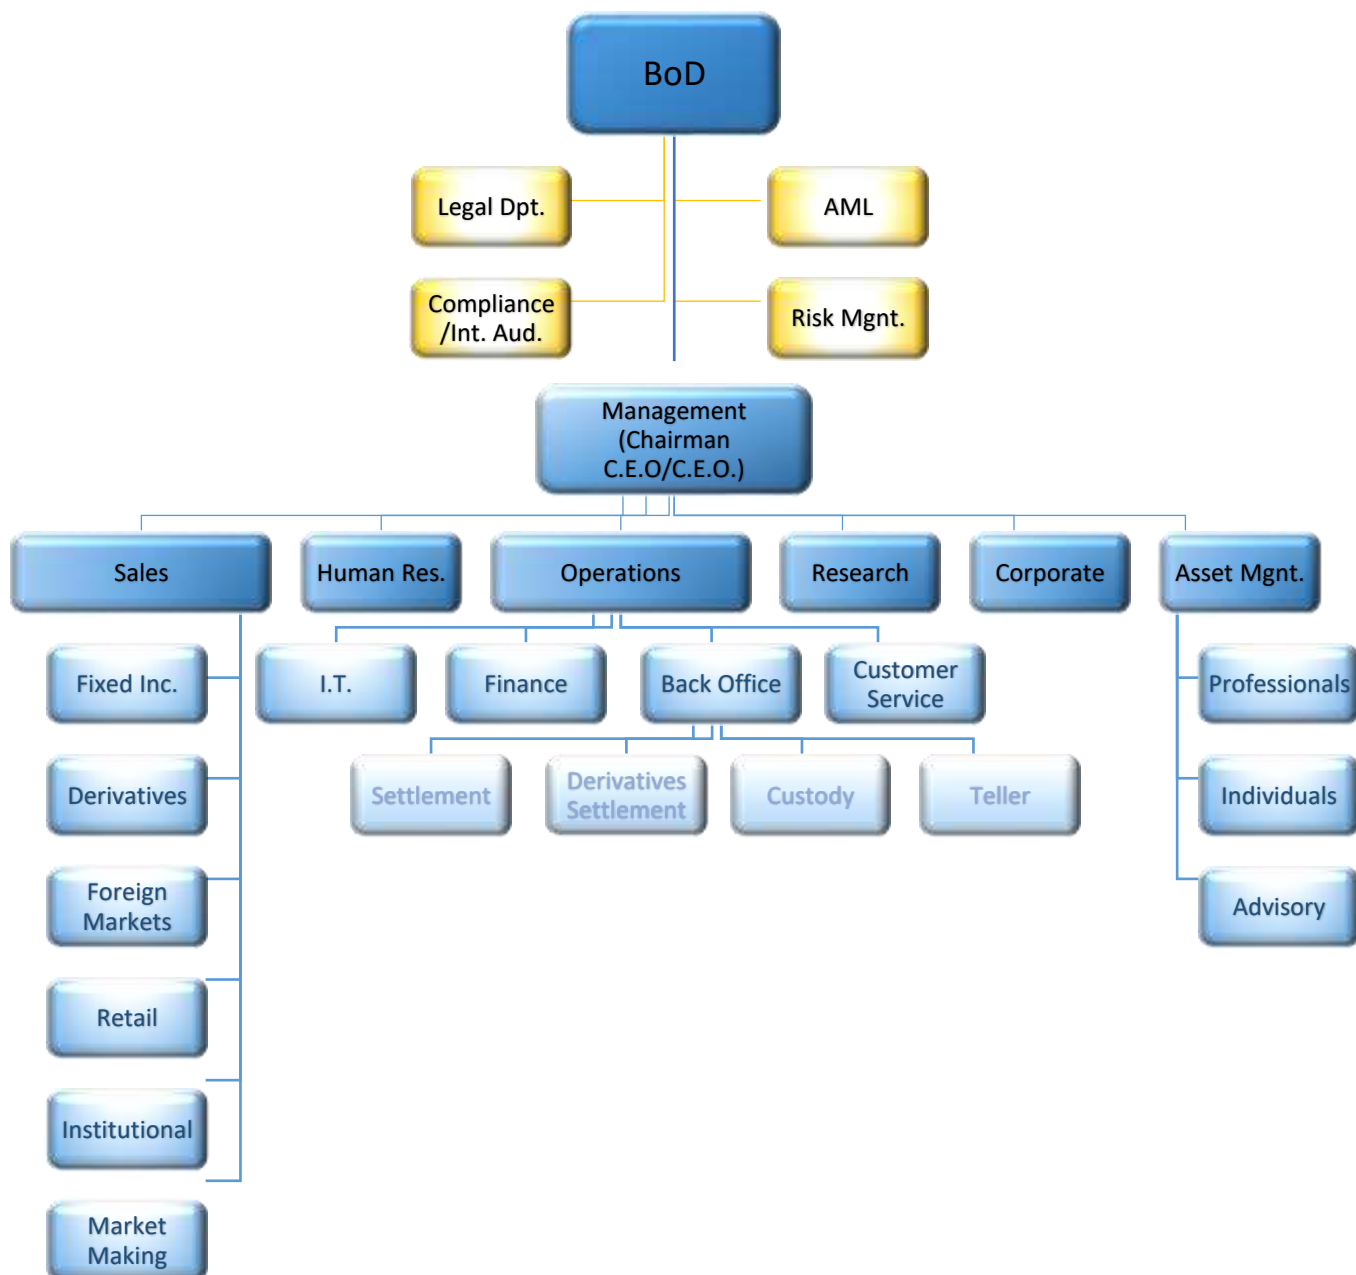 BoD
Legal Dpt.
AML
Compliance
/Int. Aud.
Risk Mgnt.
Management
(Chairman
C.E.O/C.E.O.)
Sales
Human Res.
Operations
Research
Corporate
Asset Mgnt.
Fixed Inc.
I.T.
Finance
Back Office
Customer
Service
Professionals
Derivatives
Settlement
Derivatives
Settlement
Custody
Teller
Individuals
Foreign
Markets
Advisory
Retail
Institutional
Market
Making